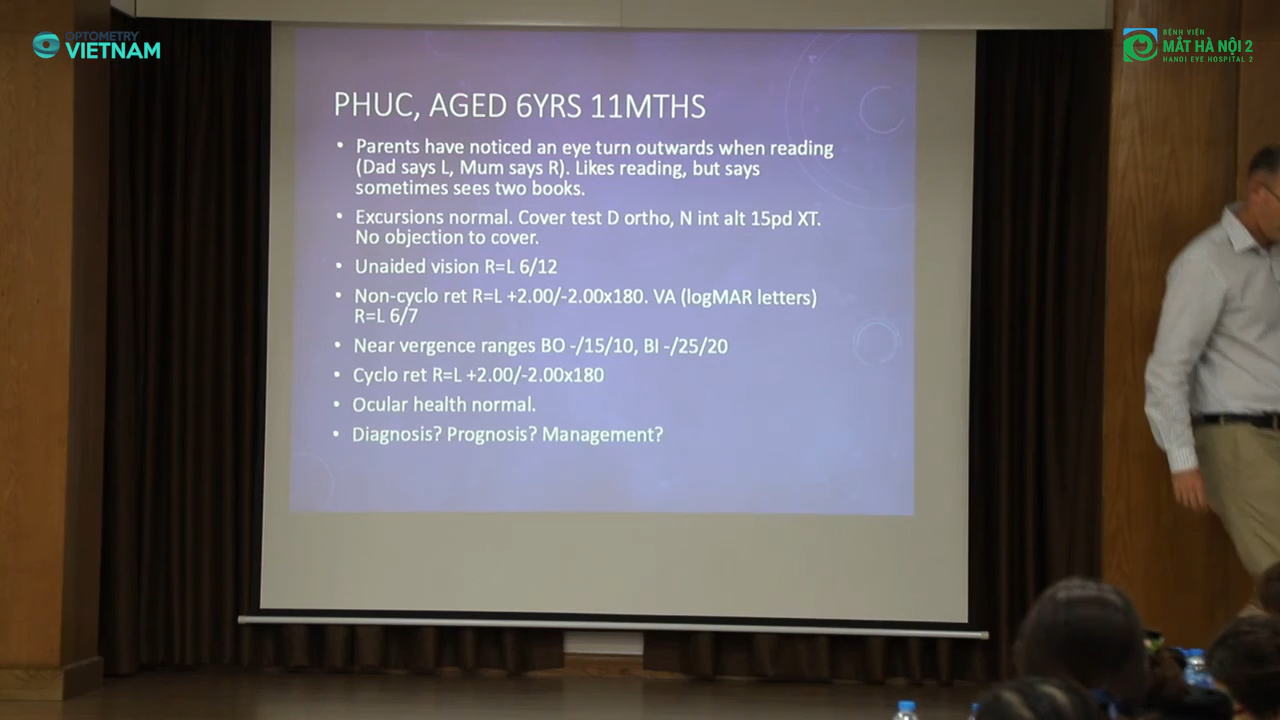 OPTOMETRY
VIETNAM
BỆNH VIỆN
MẮT HÀ NỘI 2
HANOI EYE HOSPITAL 2
PHUC, AGED 6YRS 11MTHS
• Parents have noticed an eye turn outwards when reading
(Dad says L, Mum says R). Likes reading, but says
sometimes sees two books.
• Excursions normal. Cover test D ortho, N int alt 15pd XT.
No objection to cover.
• Unaided vision R=L 6/12
• Non-cyclo ret R=L +2.00/-2.00x180. VA (logMAR letters)
R=L 6/7
• Near vergence ranges BO -/15/10, BI -/25/20
• Cyclo ret R=L +2.00/-2.00x180
• Ocular health normal.
• Diagnosis? Prognosis? Management?